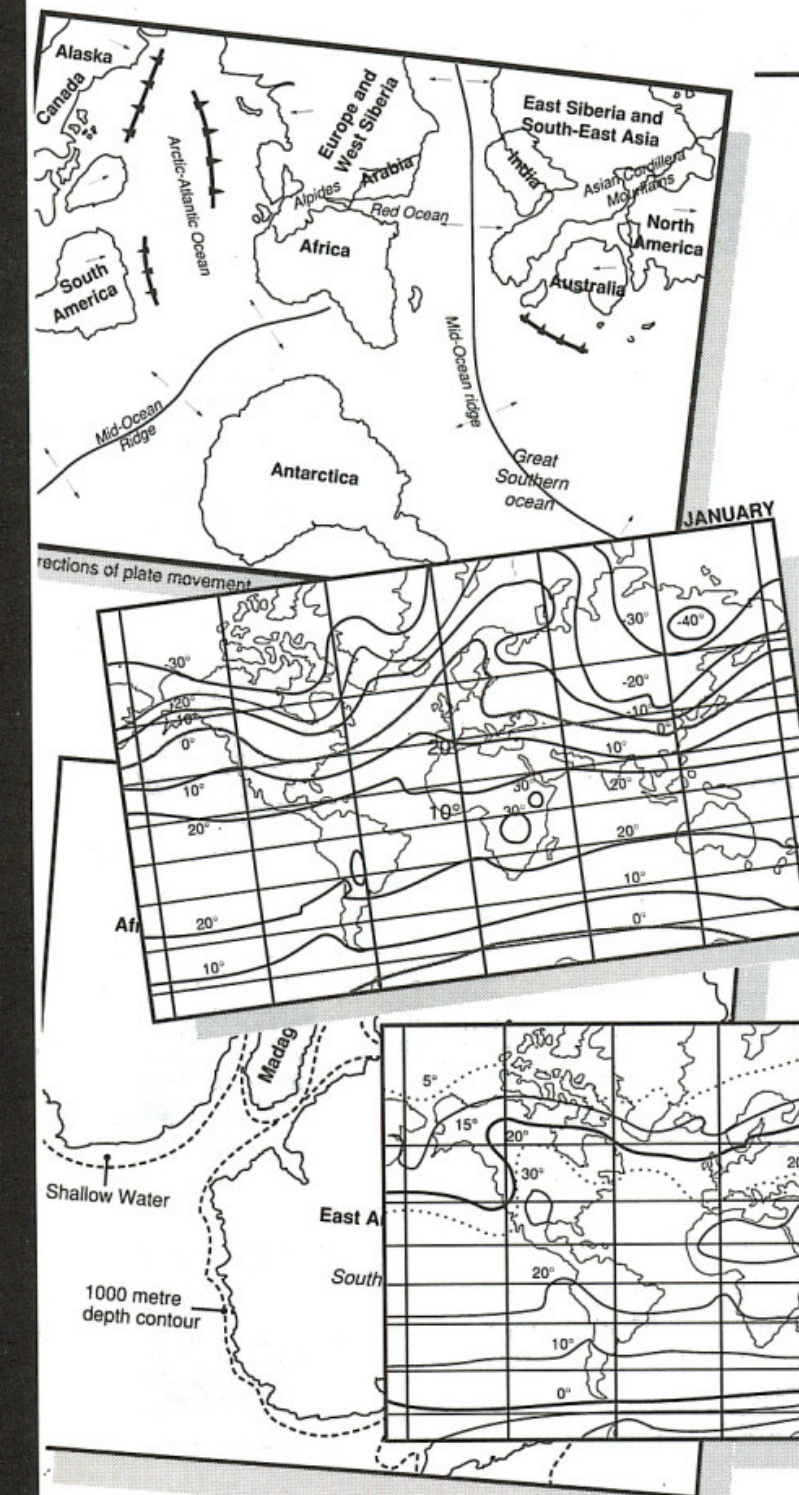 Alaska
Canada
Arctic-Atlantic Ocean
South
America
Europe and
West Siberia
Alpides
Arabia
Red Ocean
Africa
East Siberia and
South-East Asia
India
Asian Cordillera
Mountains
North
America
Australia
Mid-Ocean
Ridge
Mid-Ocean ridge
Antarctica
Great
Southern
ocean
rections of plate movement
JANUARY
-30°
-20°
-10°
0°
10°
20°
20°
10°
20°
10°
30°
30°
-30°
-40°
-20°
-10°
0°
10°
20°
20°
10°
0°
Afr
Madag
Shallow Water
1000 metre
depth contour
East A
South
5°
15°
20°
30°
20°
10°
0°
20